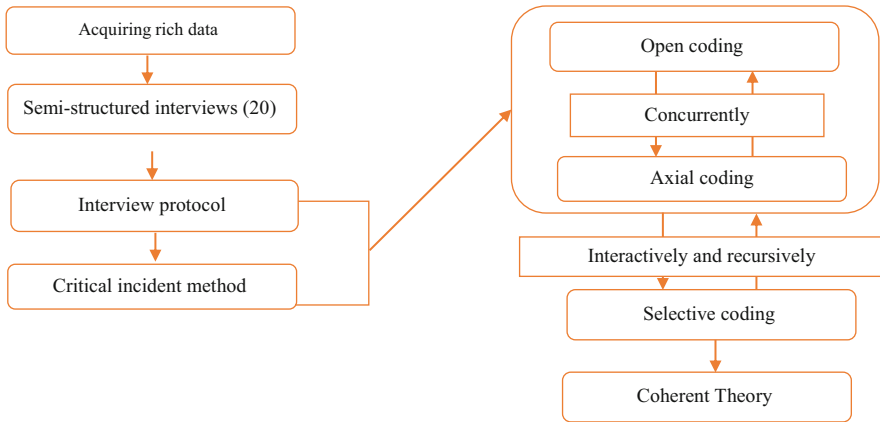 Acquiring rich data
Semi-structured interviews (20)
Interview protocol
Critical incident method
Open coding
Concurrently
Axial coding
Interactively and recursively
Selective coding
Coherent Theory